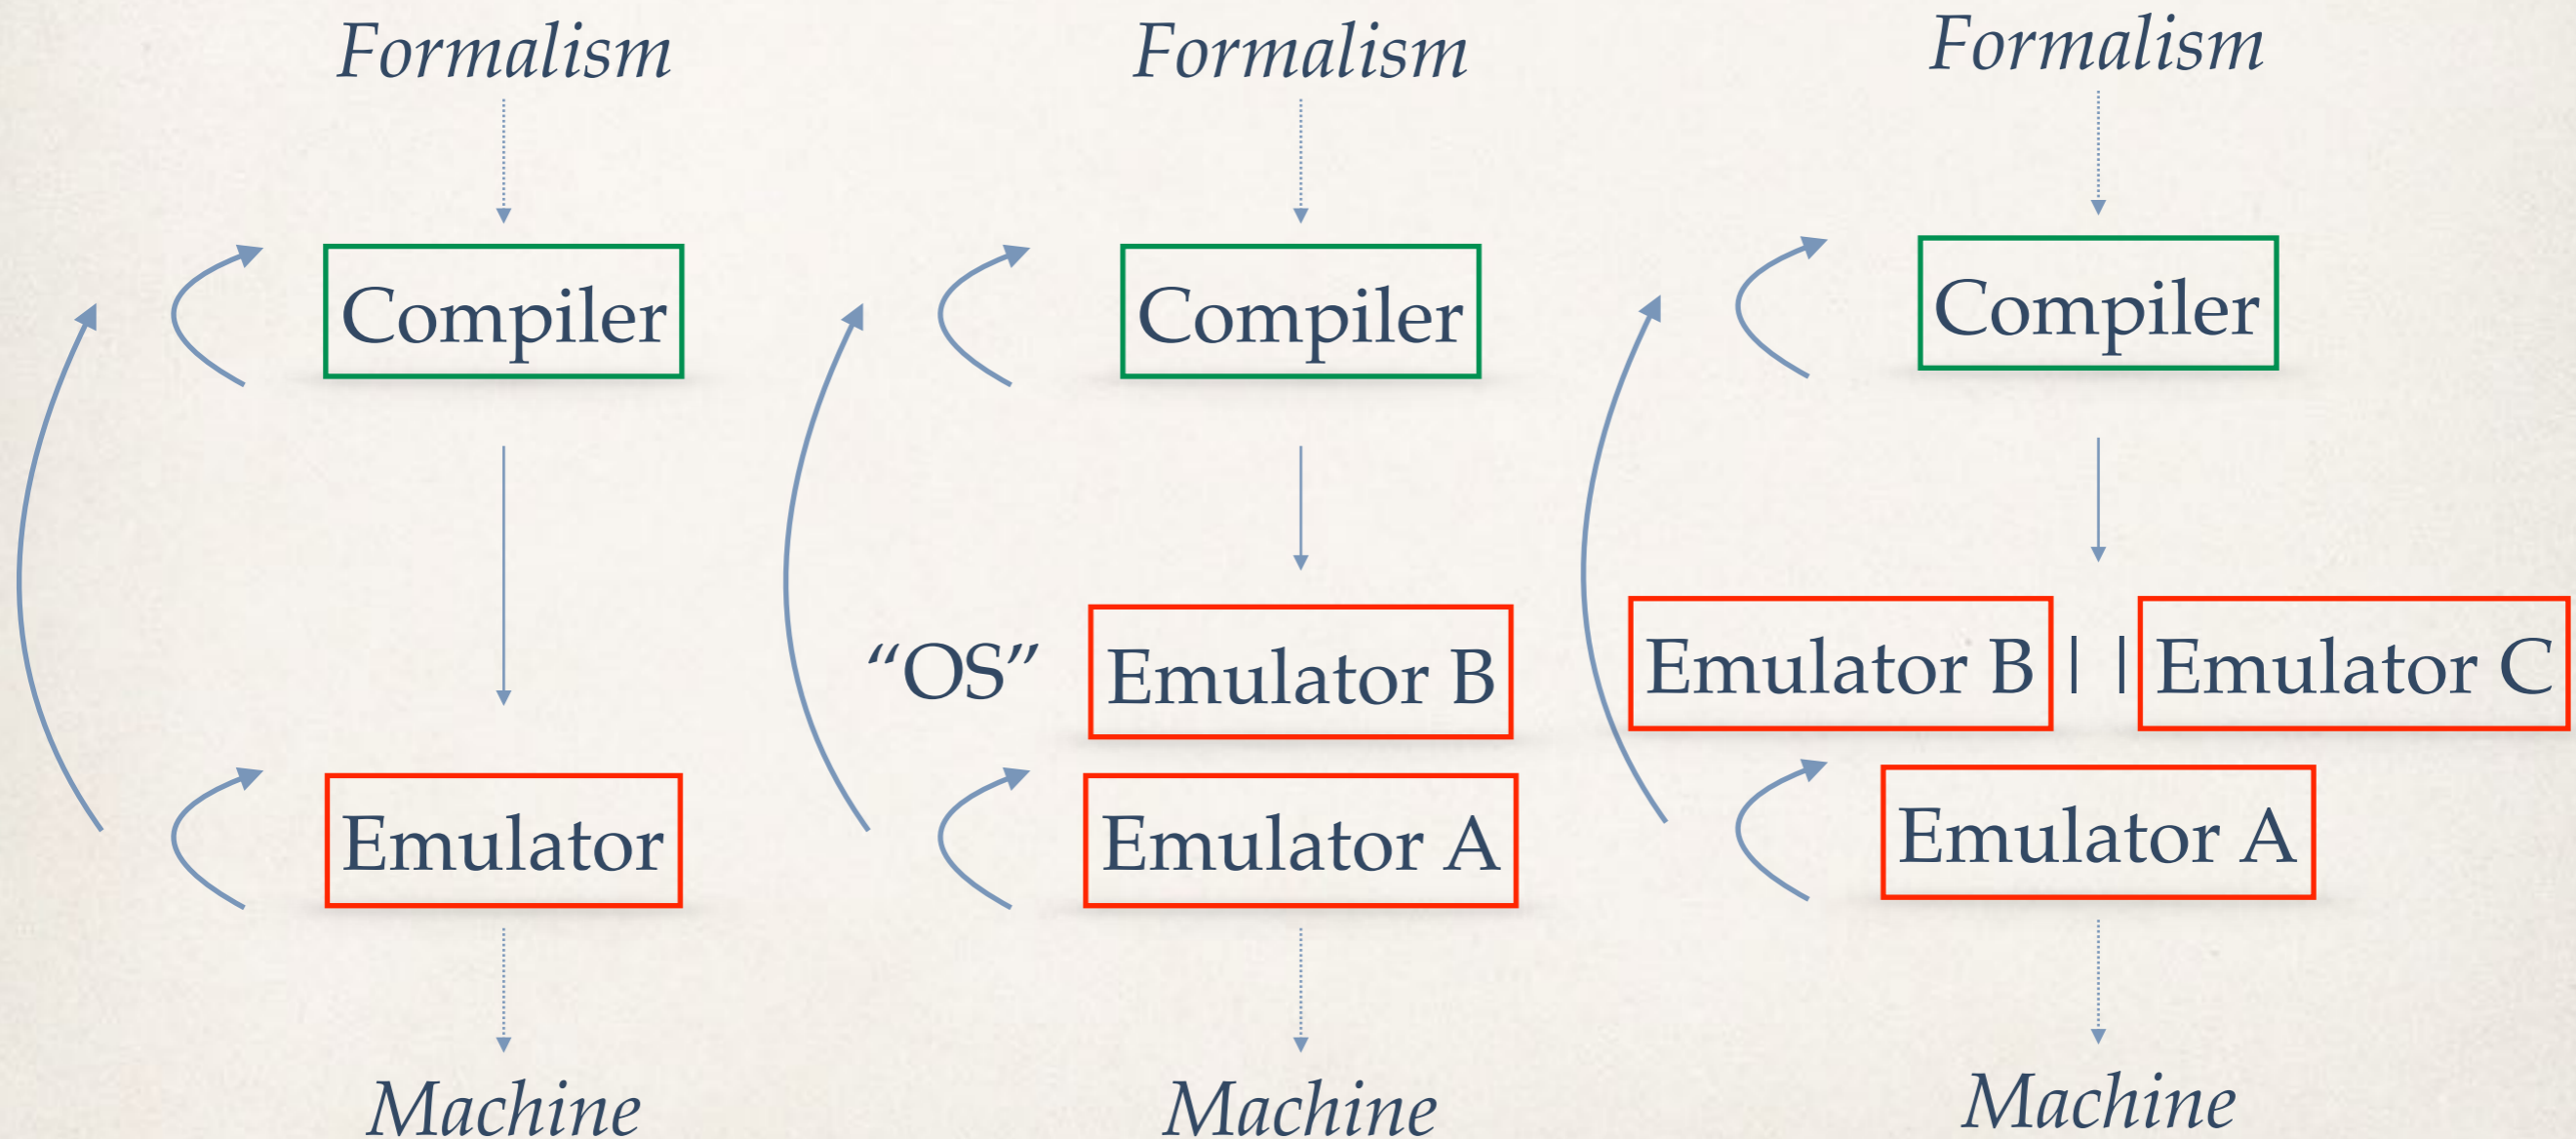 Formalism
Compiler
Emulator
Machine
Formalism
Compiler
“OS” Emulator B
Emulator A
Machine
Formalism
Compiler
Emulator B || Emulator C
Emulator A
Machine